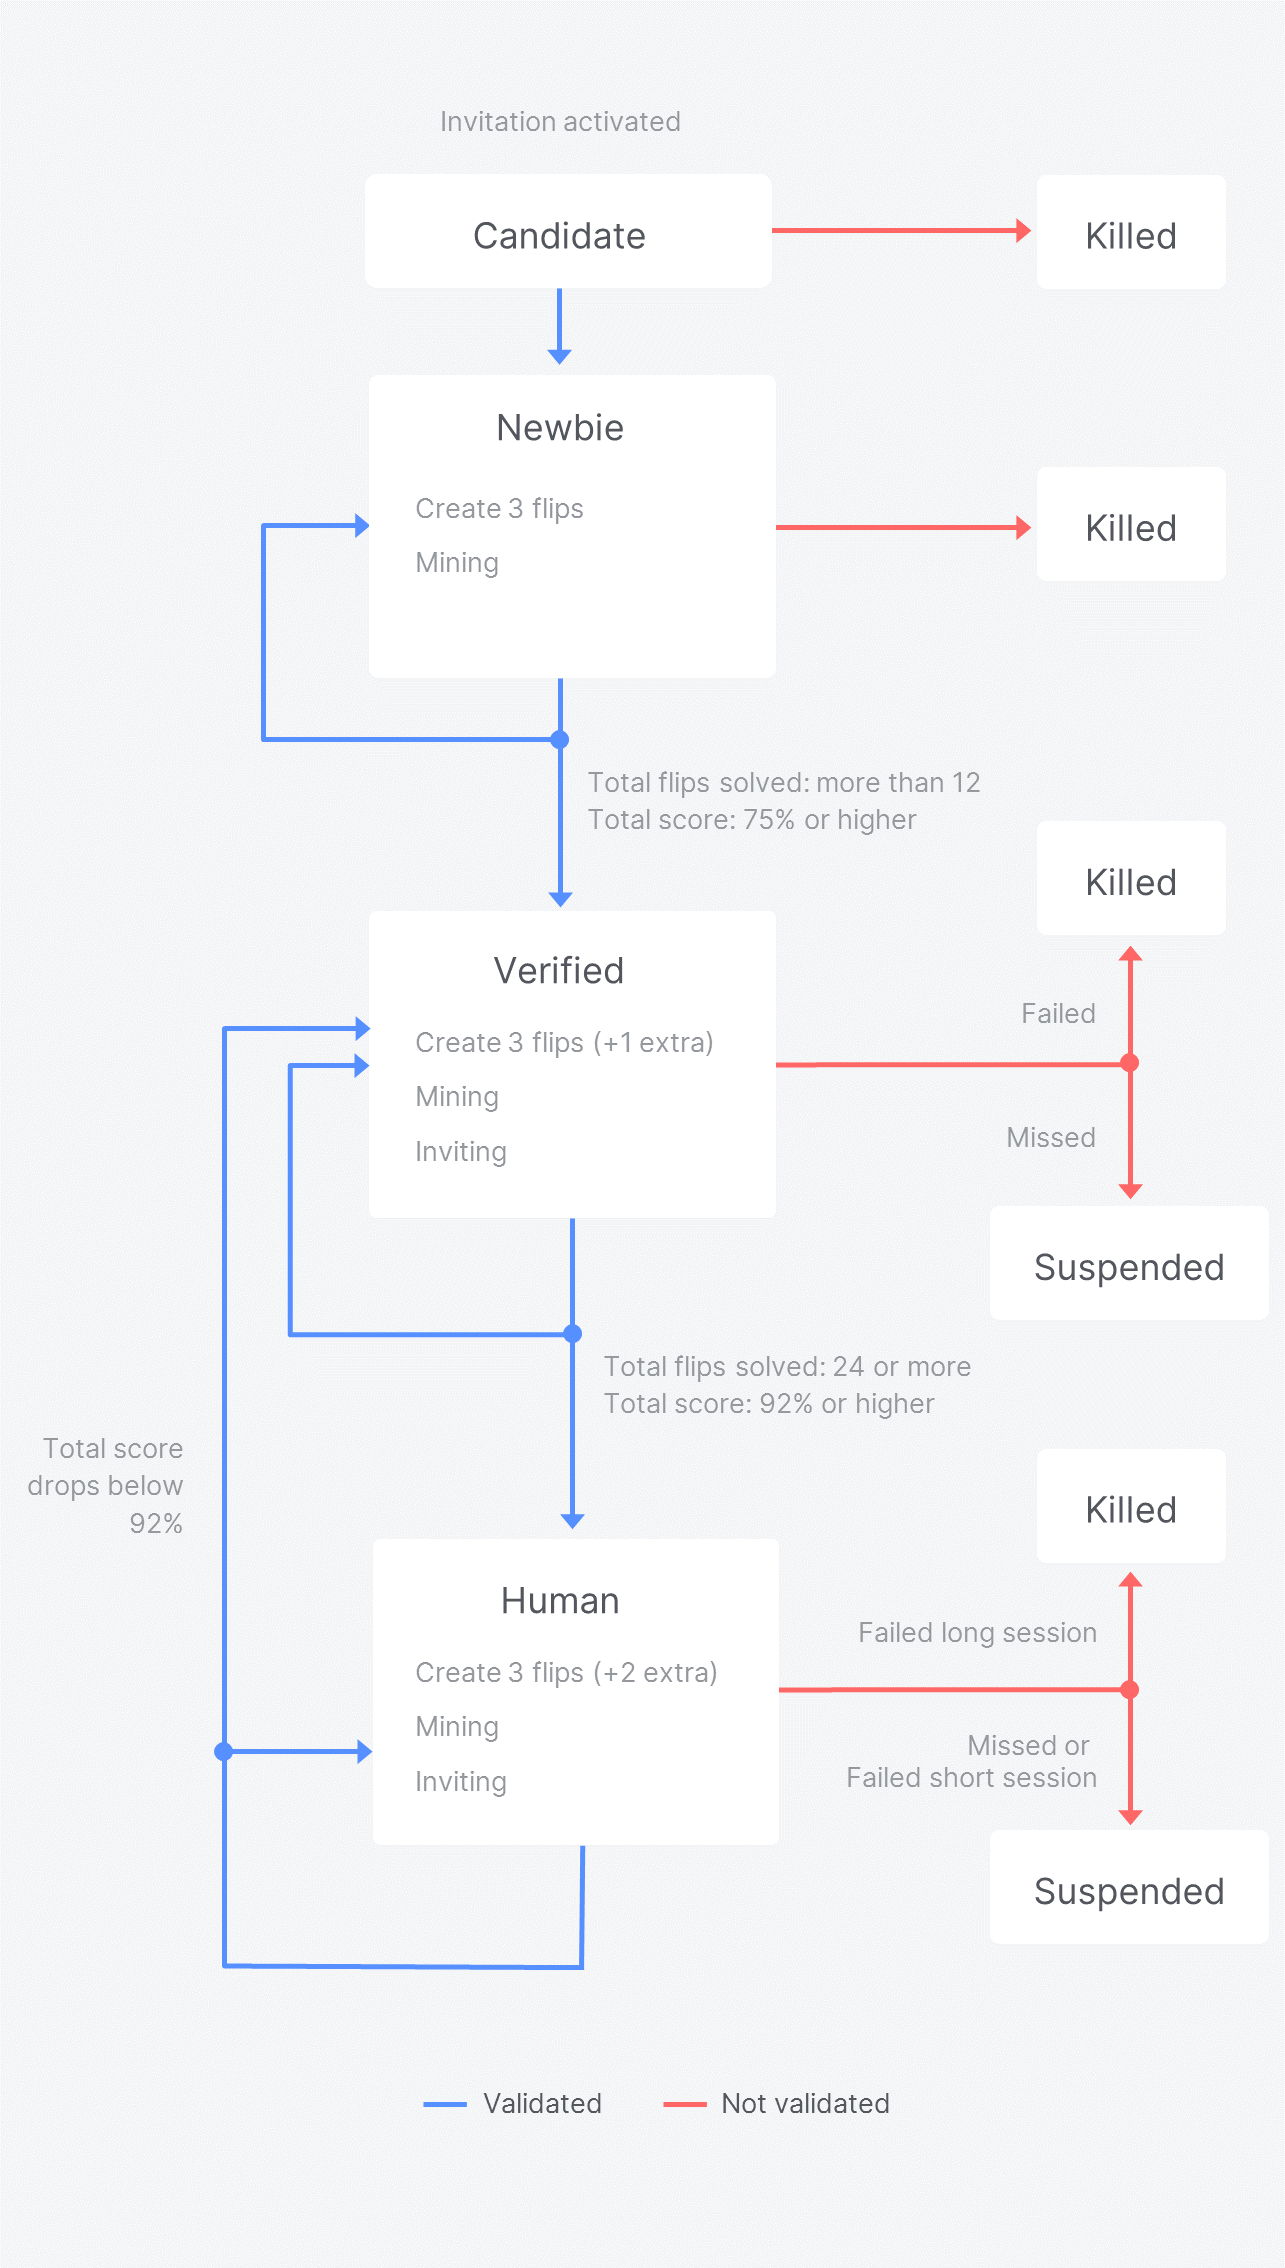 Invitation activated
Candidate
Killed
Newbie
Create 3 flips
Mining
Killed
Total flips solved: more than 12
Total score: 75% or higher
Killed
Verified
Create 3 flips (+1 extra)
Mining
Inviting
Failed
Missed
Suspended
Total flips solved: 24 or more
Total score: 92% or higher
Total score
drops below
92%
Killed
Human
Create 3 flips (+2 extra)
Mining
Inviting
Failed long session
Missed or
Failed short session
Suspended
Validated
Not validated